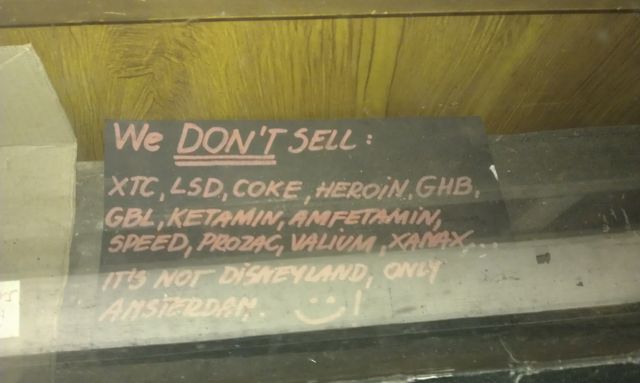 We DON'T SELL:
XTC, LSD, COKE, HEROiN, GHB,
GBL, KETAMIN, AMFETAMIN,
SPEED, PROZAC, VALIUM, XANAX...
IT'S NOT DiSNEYLAND, ONLY
AMSTERDAM. :)